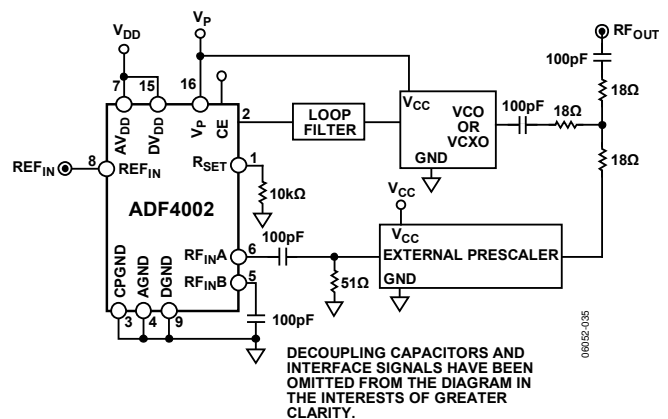 VDD
VP
RFOUT
100pF
7
15
16
18Ω
AVDD
DVDD
VP
CE
2
LOOP
FILTER
VCC
VCO
OR
VCXO
GND
100pF
18Ω
18Ω
REFIN
8
REFIN
RSET
1
10kΩ
ADF4002
VCC
VCC
EXTERNAL PRESCALER
GND
100pF
RFINA
6
51Ω
RFINB
5
100pF
CPGND
AGND
DGND
3
4
9
DECOUPLING CAPACITORS AND
INTERFACE SIGNALS HAVE BEEN
OMITTED FROM THE DIAGRAM IN
THE INTERESTS OF GREATER
CLARITY.
06052-035